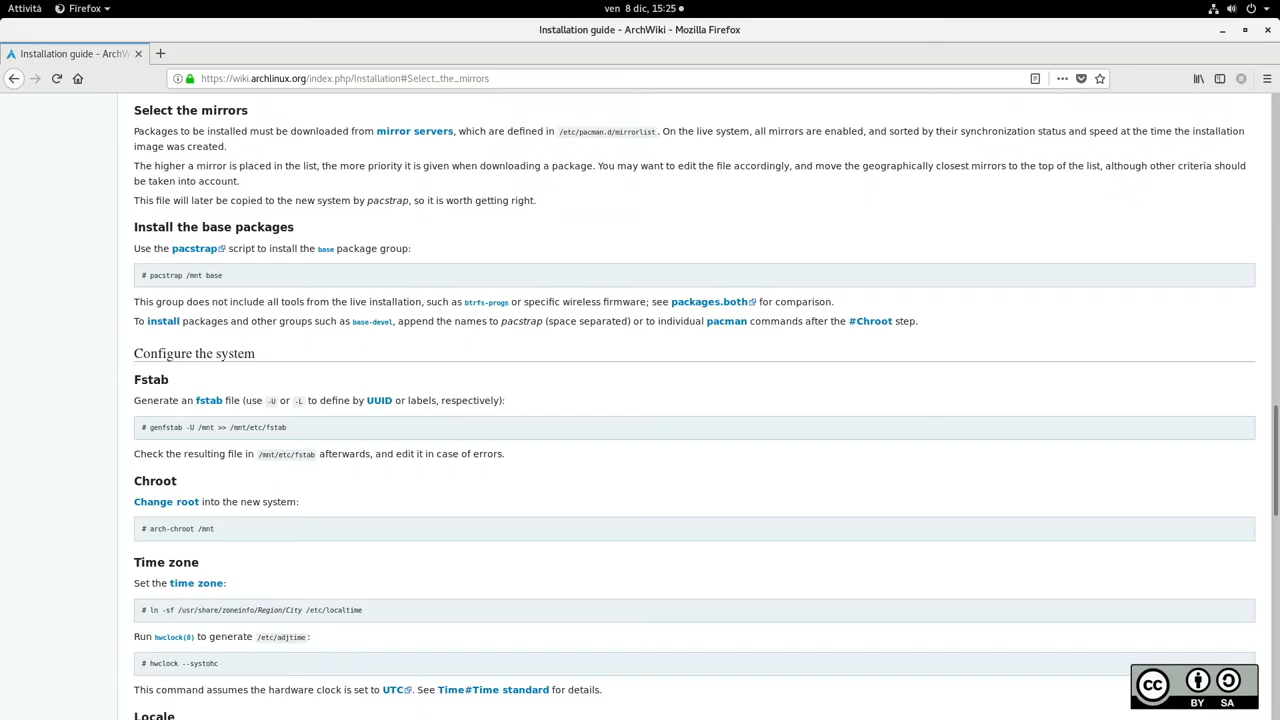 Attività Firefox ven 8 dic, 15:25
Installation guide - ArchWiki - Mozilla Firefox
Installation guide - ArchW
https://wiki.archlinux.org/index.php/Installation#Select_the_mirrors
Select the mirrors
Packages to be installed must be downloaded from mirror servers, which are defined in /etc/pacman.d/mirrorlist. On the live system, all mirrors are enabled, and sorted by their synchronization status and speed at the time the installation
image was created.
The higher a mirror is placed in the list, the more priority it is given when downloading a package. You may want to edit the file accordingly, and move the geographically closest mirrors to the top of the list, although other criteria should
be taken into account.
This file will later be copied to the new system by pacstrap, so it is worth getting right.
Install the base packages
Use the pacstrap script to install the base package group:
# pacstrap /mnt base
This group does not include all tools from the live installation, such as btrfs-progs or specific wireless firmware; see packages.both for comparison.
To install packages and other groups such as base-devel, append the names to pacstrap (space separated) or to individual pacman commands after the #Chroot step.
Configure the system
Fstab
Generate an fstab file (use -U or -L to define by UUID or labels, respectively):
# genfstab -U /mnt >> /mnt/etc/fstab
Check the resulting file in /mnt/etc/fstab afterwards, and edit it in case of errors.
Chroot
Change root into the new system:
# arch-chroot /mnt
Time zone
Set the time zone:
# ln -sf /usr/share/zoneinfo/Region/City /etc/localtime
Run hwclock(8) to generate /etc/adjtime:
# hwclock --systohc
This command assumes the hardware clock is set to UTC. See Time#Time standard for details.
Locale
cc BY SA